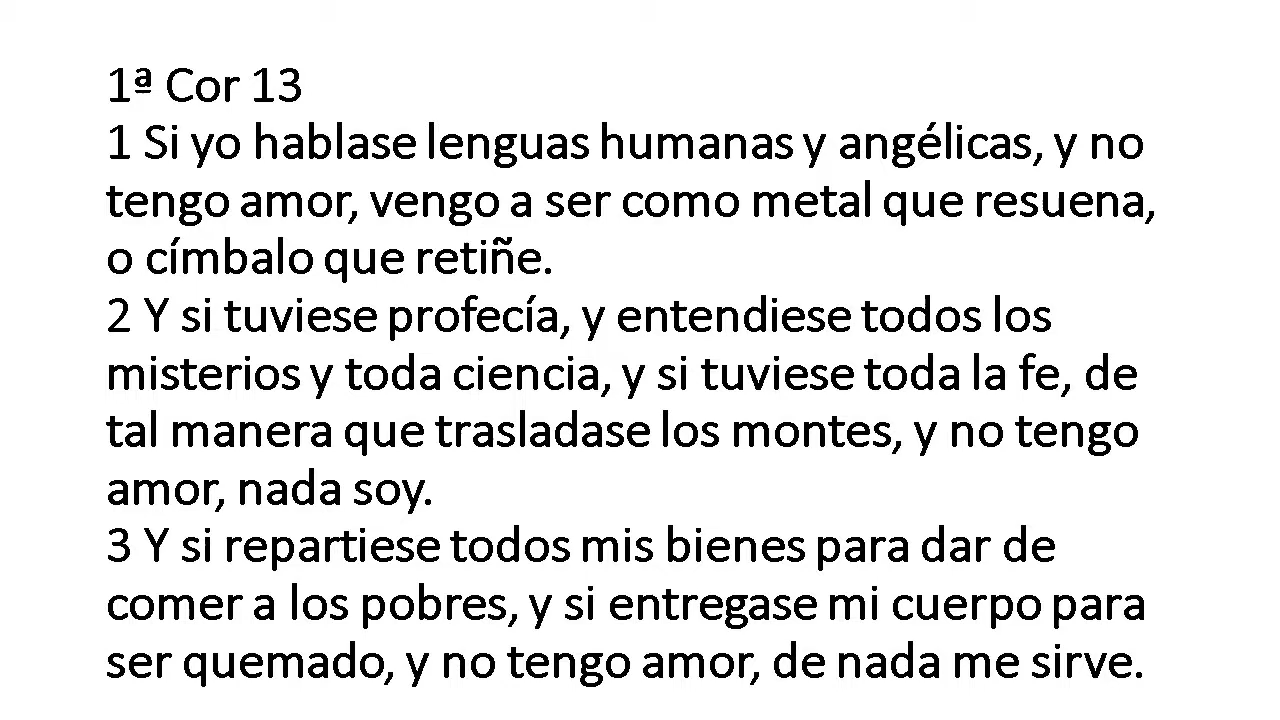 1ª Cor 13
1 Si yo hablase lenguas humanas y angélicas, y no
tengo amor, vengo a ser como metal que resuena,
o címbalo que retiñe.
2 Y si tuviese profecía, y entendiese todos los
misterios y toda ciencia, y si tuviese toda la fe, de
tal manera que trasladase los montes, y no tengo
amor, nada soy.
3 Y si repartiese todos mis bienes para dar de
comer a los pobres, y si entregase mi cuerpo para
ser quemado, y no tengo amor, de nada me sirve.